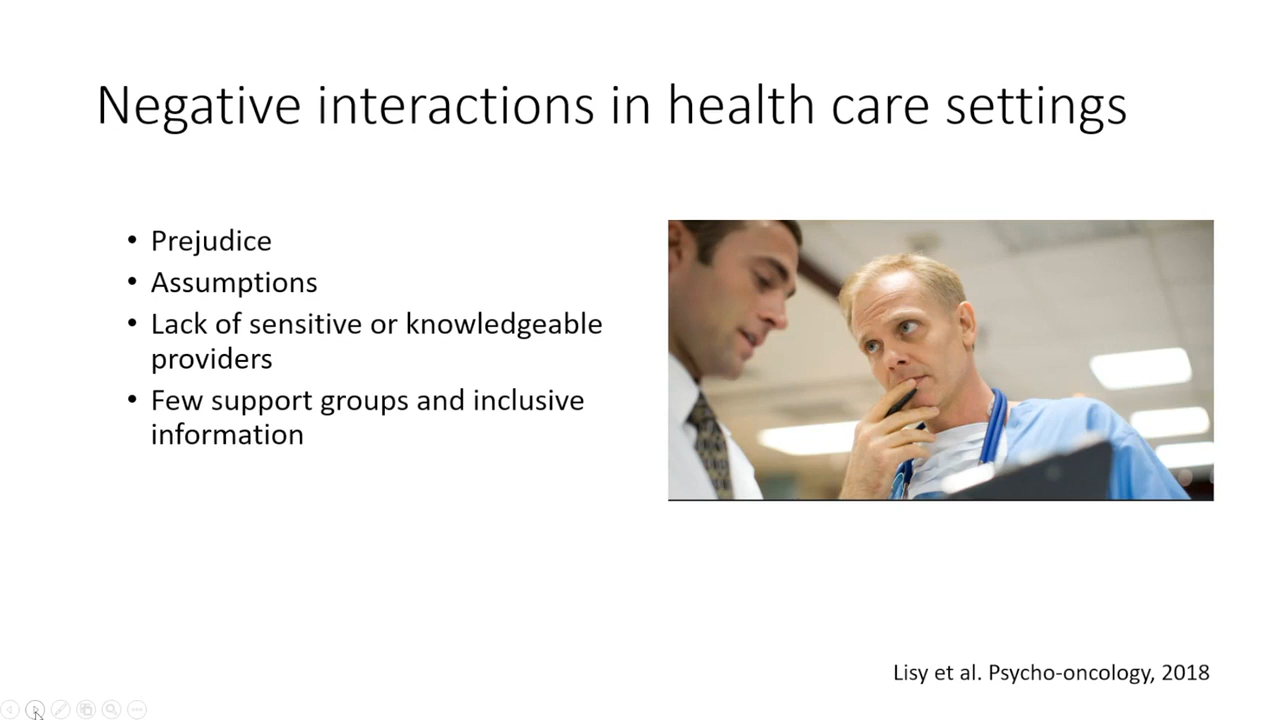 Negative interactions in health care settings
• Prejudice
• Assumptions
• Lack of sensitive or knowledgeable
providers
• Few support groups and inclusive
information
Lisy et al. Psycho-oncology, 2018